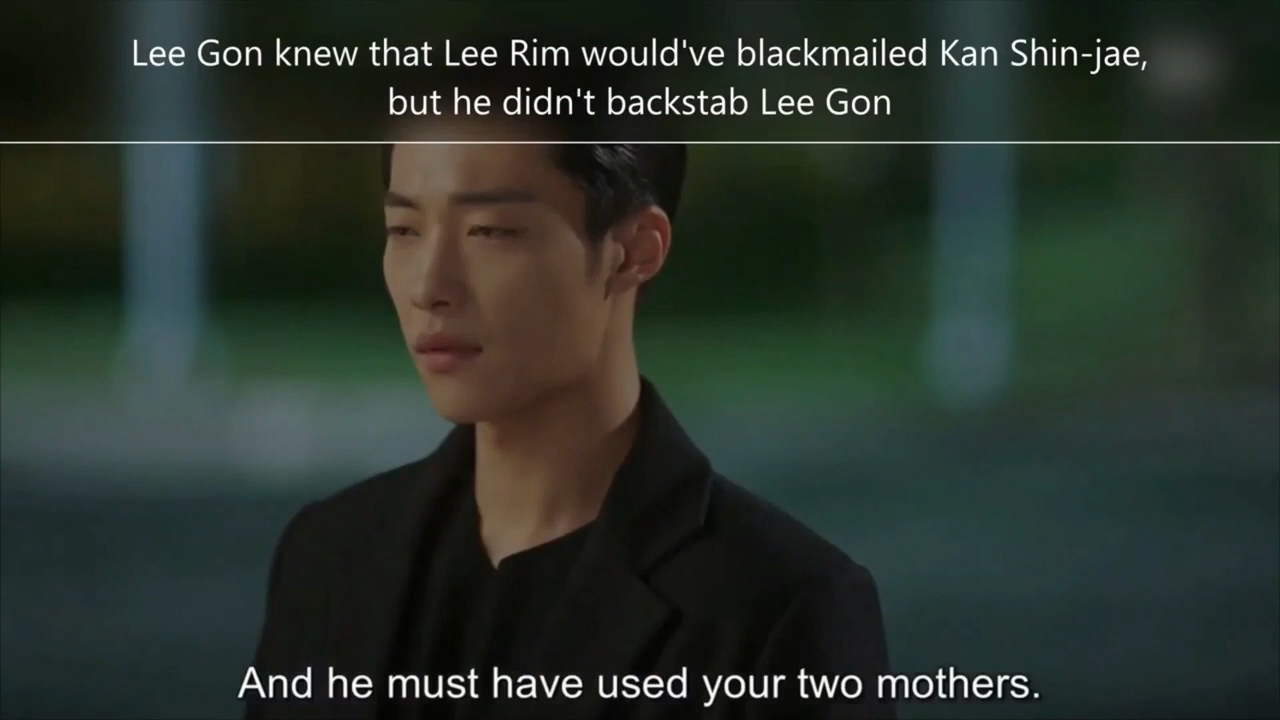 Lee Gon knew that Lee Rim would've blackmailed Kan Shin-jae,
but he didn't backstab Lee Gon
And he must have used your two mothers.